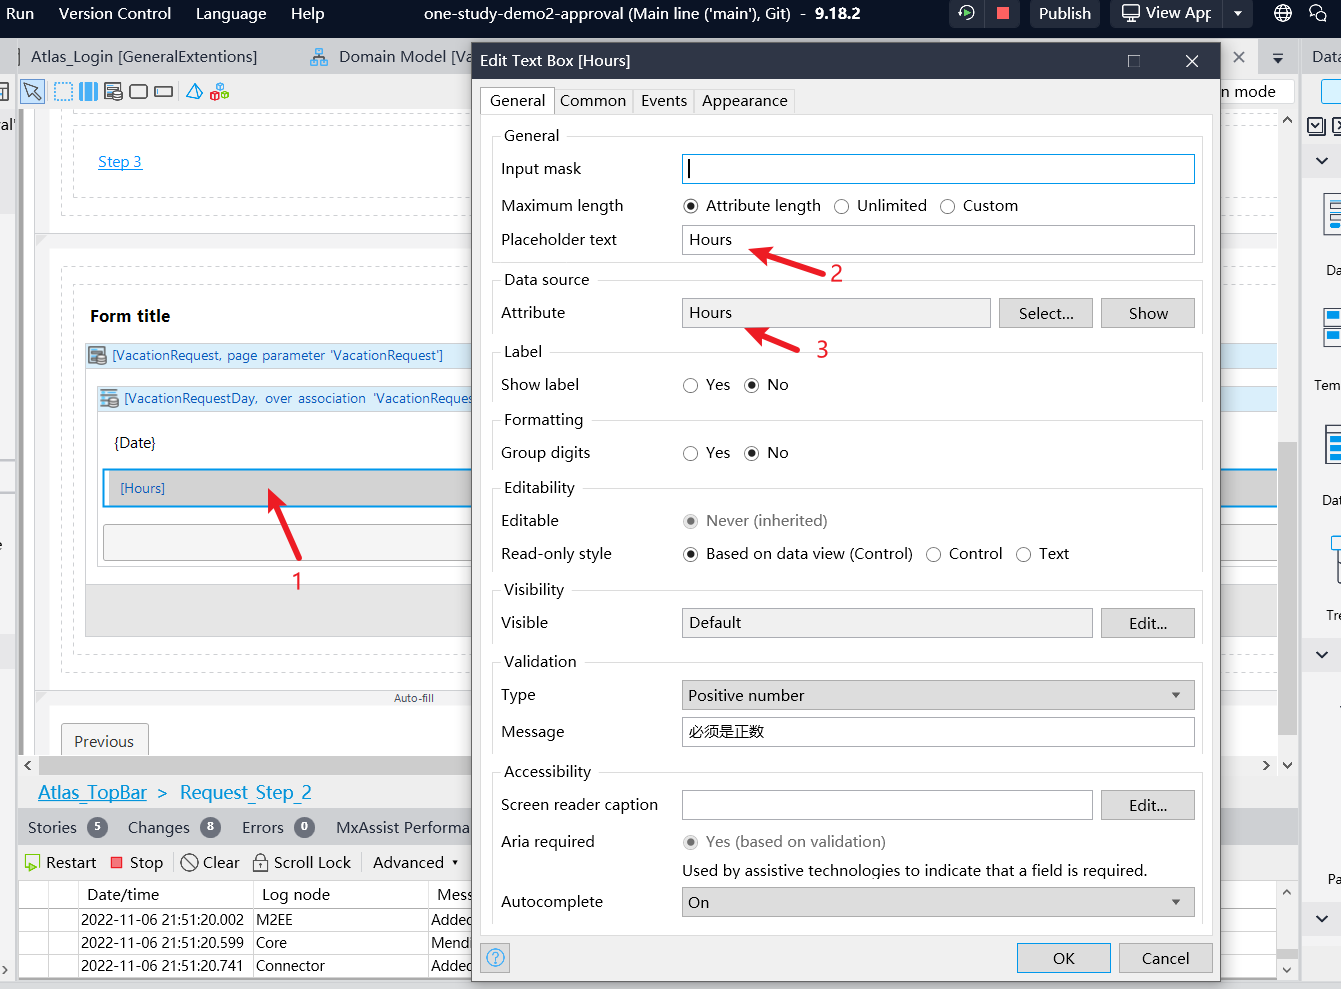 Run Version Control Language Help one-study-demo2-approval (Main line ('main'), Git) - 9.18.2 Publish View App
Atlas_Login [GeneralExtentions] Domain Model [Va
Edit Text Box [Hours]
Data
General Common Events Appearance
n mode
General
Input mask
Step 3
Maximum length Attribute length Unlimited Custom
Placeholder text Hours
2
Data source
Attribute Hours Select... Show
3
Form title
Label
[VacationRequest, page parameter 'VacationRequest']
Show label Yes No
[VacationRequestDay, over association 'VacationReques
Formatting
{Date}
Group digits Yes No
Editability
[Hours]
Editable Never (inherited)
Read-only style Based on data view (Control) Control Text
1
Visibility
Visible Default Edit...
Validation
Type Positive number
Auto-fill
Message 必须是正数
Previous
Accessibility
Atlas_TopBar > Request_Step_2
Screen reader caption Edit...
Stories 5 Changes 8 Errors 0 MxAssist Performa
Aria required Yes (based on validation)
Restart Stop Clear Scroll Lock Advanced
Used by assistive technologies to indicate that a field is required.
Date/time Log node Mess
Autocomplete On
2022-11-06 21:51:20.002 M2EE Added
2022-11-06 21:51:20.599 Core Mendi
2022-11-06 21:51:20.741 Connector Added
? OK Cancel
Da
Tem
Dat
Tre
Pa